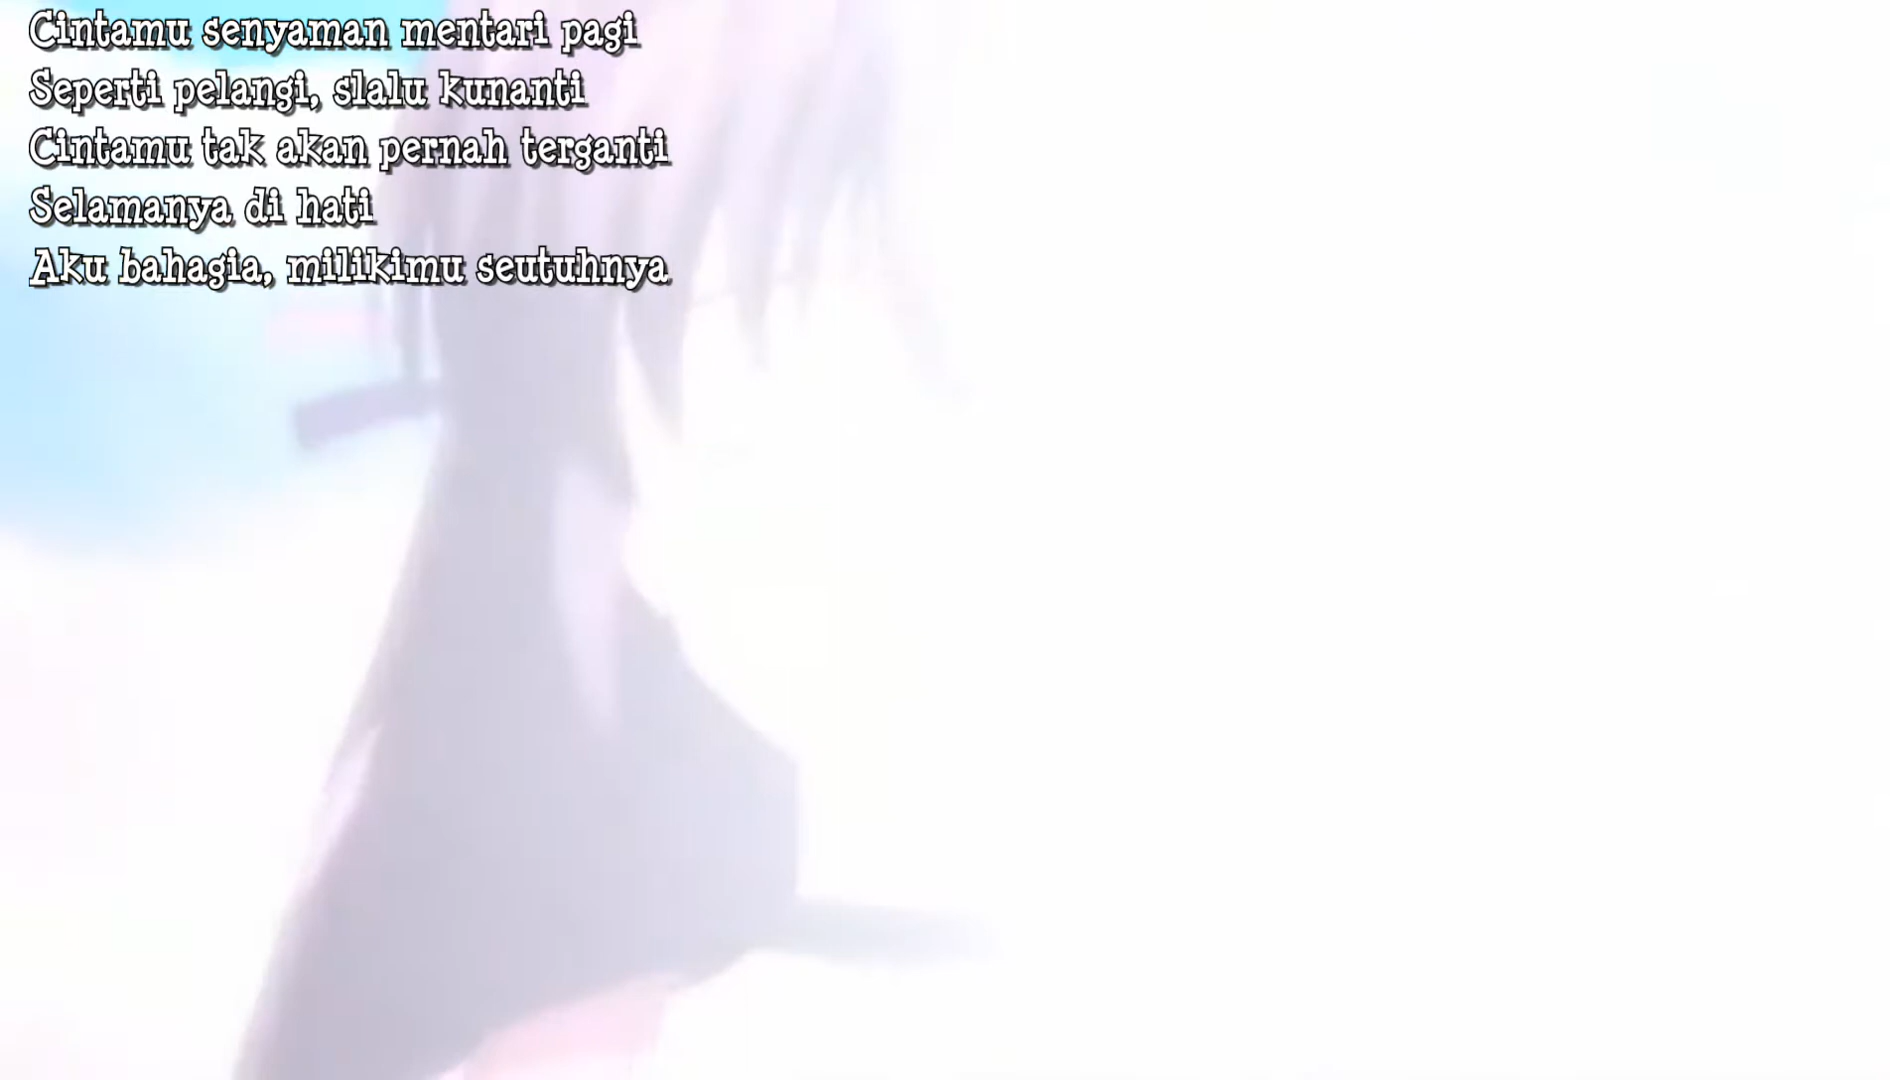 Cintamu senyaman mentari pagi
Seperti pelangi, slalu kunanti
Cintamu tak akan pernah terganti
Selamanya di hati
Aku bahagia, milikimu seutuhnya